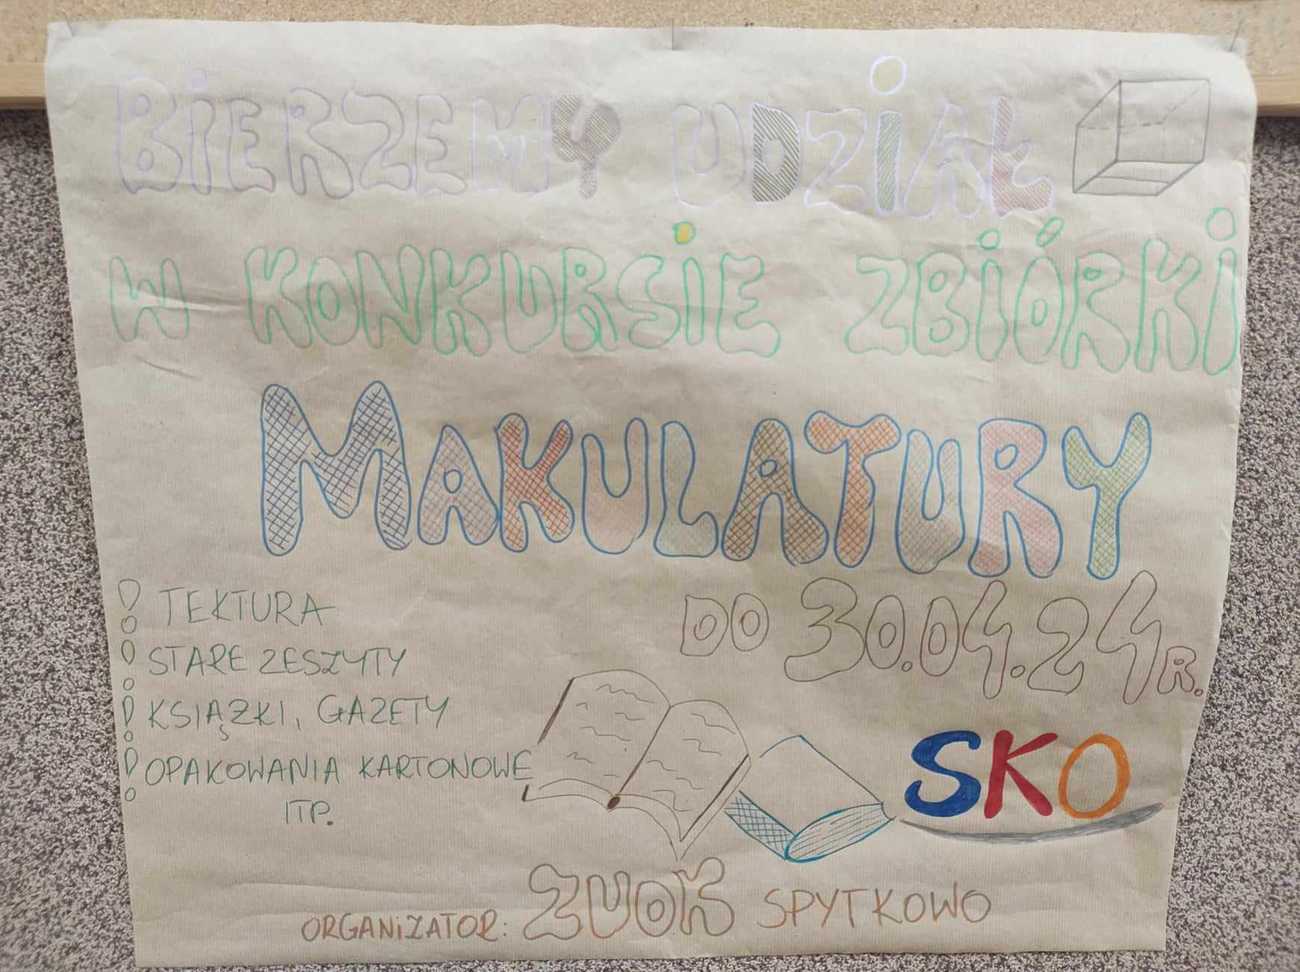 BIERZEMY UDZIAŁ
W KONKURSIE ZBIÓRKI
MAKULATURY
DO 30.04.24R.
! TEKTURA
! STARE ZESZYTY
! KSIĄŻKI, GAZETY
! OPAKOWANIA KARTONOWE
ITP.
SKO
ORGANIZATOR: ZUOK SPYTKOWO